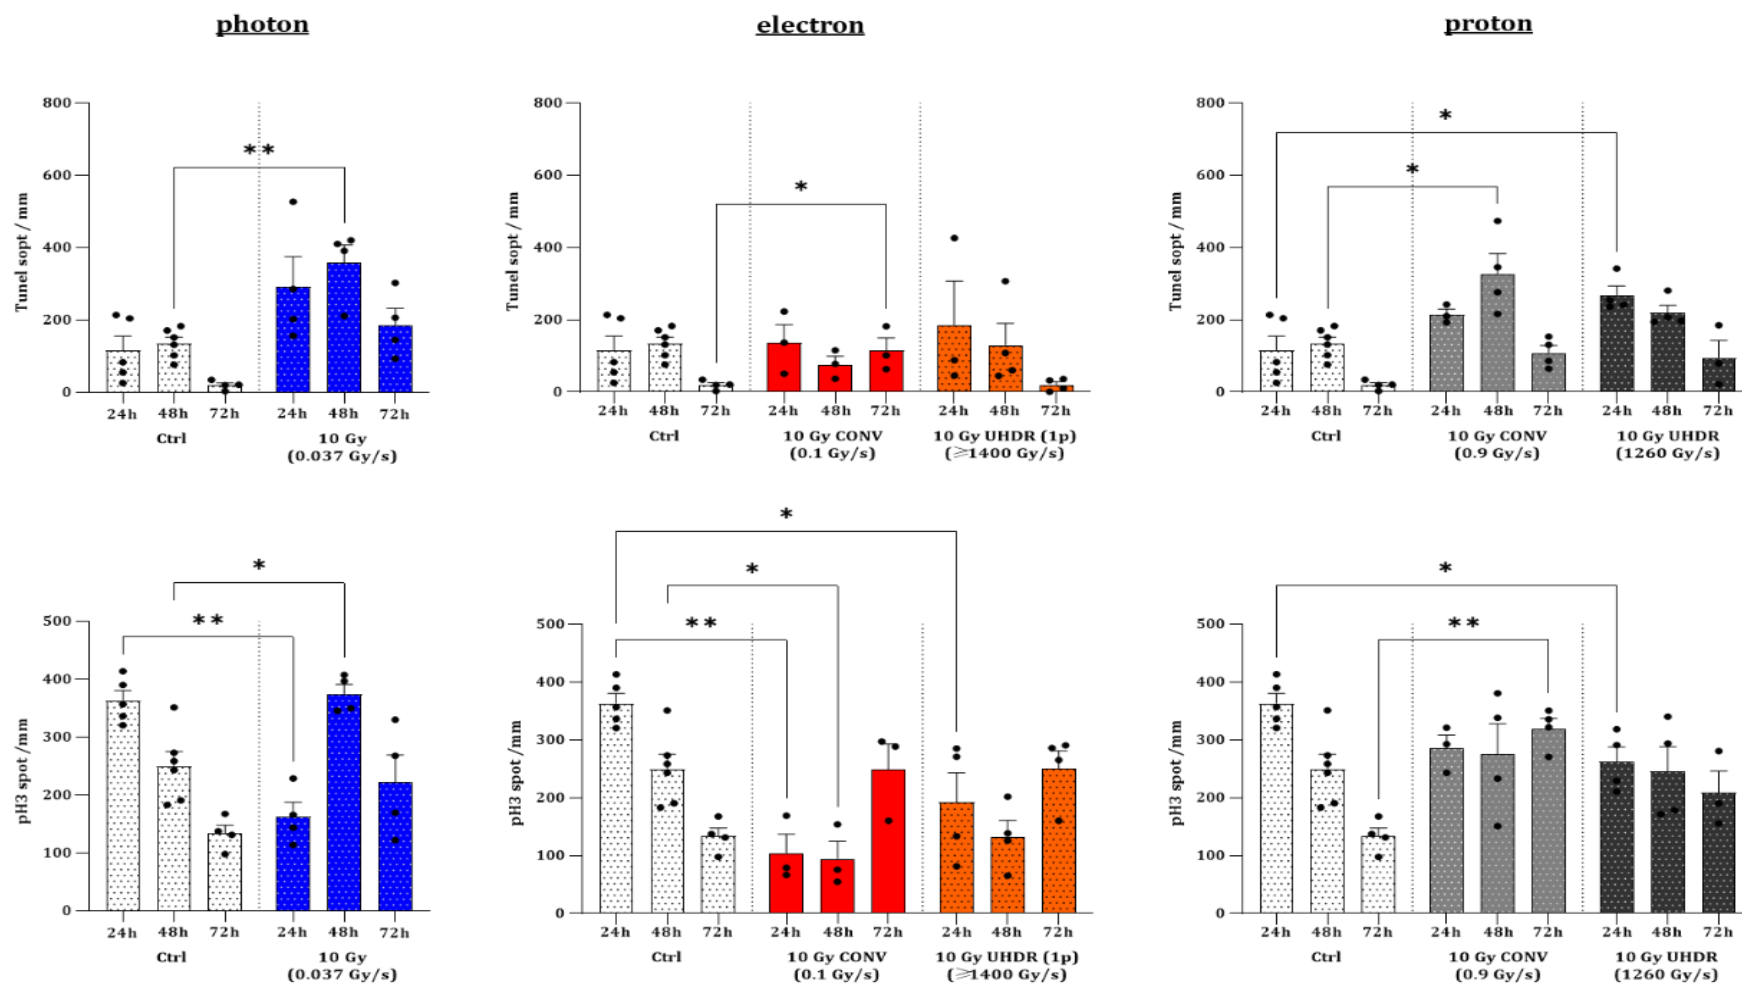 photon
electron
proton
800
600
400
200
0
Tunel sopt / mm
**
24h 48h 72h 24h 48h 72h
Ctrl 10 Gy
(0.037 Gy/s)
800
600
400
200
0
Tunel sopt / mm
*
24h 48h 72h 24h 48h 72h 24h 48h 72h
Ctrl 10 Gy CONV 10 Gy UHDR (1p)
(0.1 Gy/s) (≥1400 Gy/s)
800
600
400
200
0
Tunel sopt / mm
*
*
24h 48h 72h 24h 48h 72h 24h 48h 72h
Ctrl 10 Gy CONV 10 Gy UHDR
(0.9 Gy/s) (1260 Gy/s)
500
400
300
200
100
0
pH3 spot /mm
*
**
24h 48h 72h 24h 48h 72h
Ctrl 10 Gy
(0.037 Gy/s)
500
400
300
200
100
0
pH3 spot /mm
*
*
**
24h 48h 72h 24h 48h 72h 24h 48h 72h
Ctrl 10 Gy CONV 10 Gy UHDR (1p)
(0.1 Gy/s) (≥1400 Gy/s)
500
400
300
200
100
0
pH3 spot /mm
*
**
24h 48h 72h 24h 48h 72h 24h 48h 72h
Ctrl 10 Gy CONV 10 Gy UHDR
(0.9 Gy/s) (1260 Gy/s)